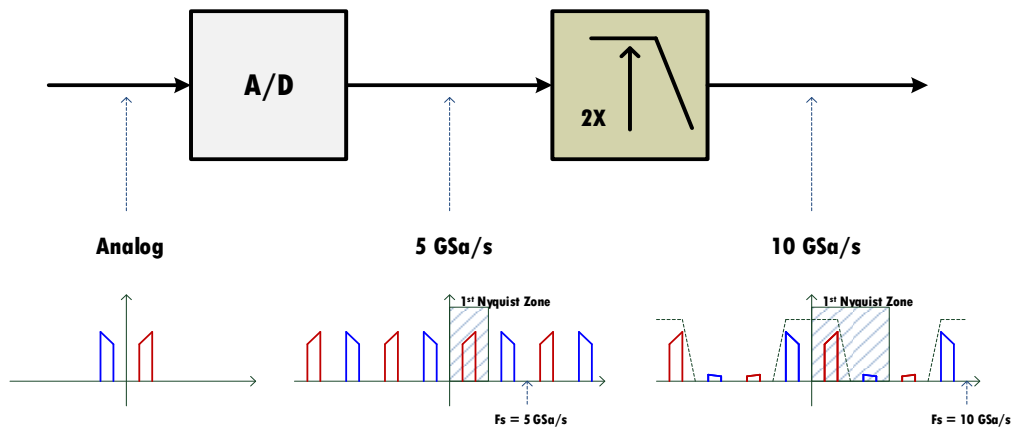 A/D
2X
Analog
5 GSa/s
10 GSa/s
1st Nyquist Zone
1st Nyquist Zone
Fs = 5 GSa/s
Fs = 10 GSa/s